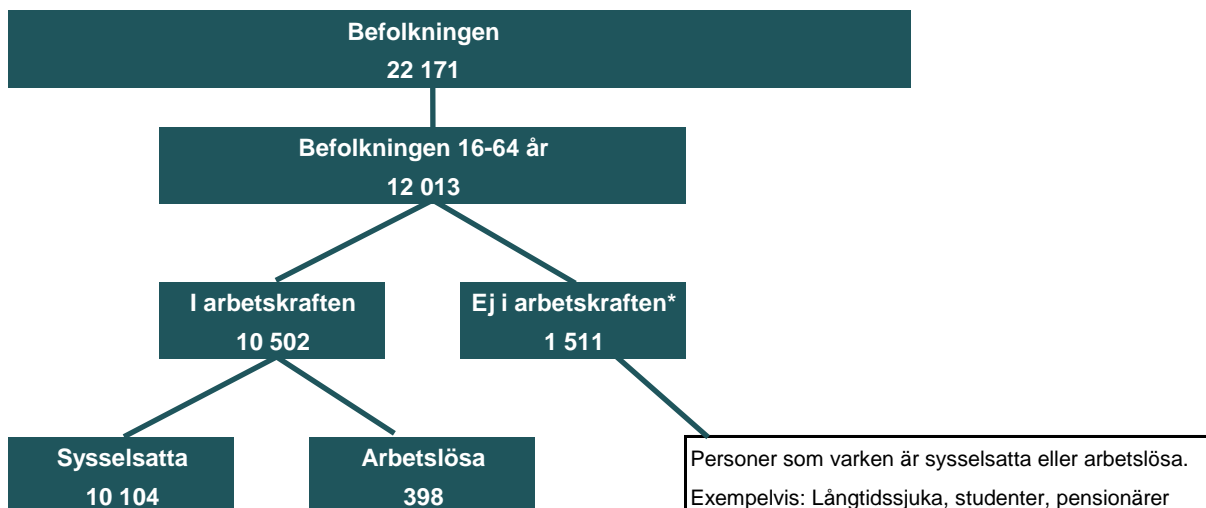 Befolkningen
22 171
Befolkningen 16-64 år
12 013
I arbetskraften
10 502
Ej i arbetskraften*
1 511
Sysselsatta
10 104
Arbetslösa
398
Personer som varken är sysselsatta eller arbetslösa.
Exempelvis: Långtidssjuka, studenter, pensionärer